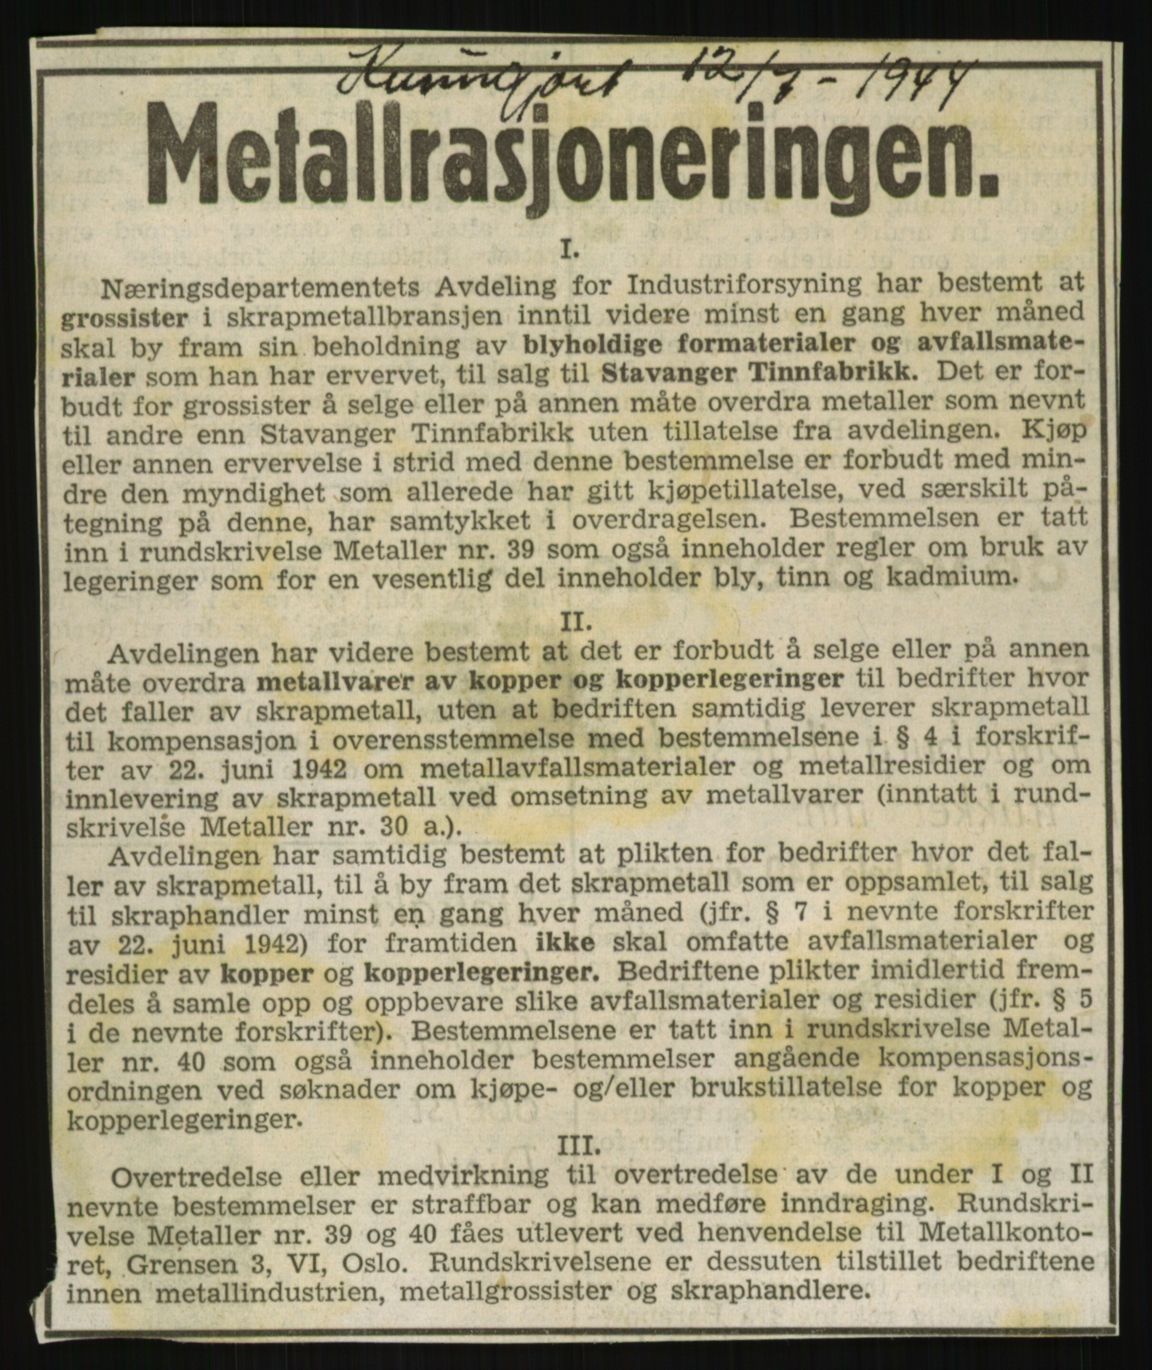 Kunngjort 12/7 - 1944
Metallrasjoneringen.
I.
Næringsdepartementets Avdeling for Industriforsyning har bestemt at
grossister i skrapmetallbransjen inntil videre minst en gang hver måned
skal by fram sin beholdning av blyholdige formaterialer og avfallsmate-
rialer som han har ervervet, til salg til Stavanger Tinnfabrikk. Det er for-
budt for grossister å selge eller på annen måte overdra metaller som nevnt
til andre enn Stavanger Tinnfabrikk uten tillatelse fra avdelingen. Kjøp
eller annen ervervelse i strid med denne bestemmelse er forbudt med min-
dre den myndighet som allerede har gitt kjøpetillatelse, ved særskilt på-
tegning på denne, har samtykket i overdragelsen. Bestemmelsen er tatt
inn i rundskrivelse Metaller nr. 39 som også inneholder regler om bruk av
legeringer som for en vesentlig del inneholder bly, tinn og kadmium.
II.
Avdelingen har videre bestemt at det er forbudt å selge eller på annen
måte overdra metallvarer av kopper og kopperlegeringer til bedrifter hvor
det faller av skrapmetall, uten at bedriften samtidig leverer skrapmetall
til kompensasjon i overensstemmelse med bestemmelsene i § 4 i forskrif-
ter av 22. juni 1942 om metallavfallsmaterialer og metallresidier og om
innlevering av skrapmetall ved omsetning av metallvarer (inntatt i rund-
skrivelse Metaller nr. 30 a.).
Avdelingen har samtidig bestemt at plikten for bedrifter hvor det fal-
ler av skrapmetall, til å by fram det skrapmetall som er oppsamlet, til salg
til skraphandler minst en gang hver måned (jfr. § 7 i nevnte forskrifter
av 22. juni 1942) for framtiden ikke skal omfatte avfallsmaterialer og
residier av kopper og kopperlegeringer. Bedriftene plikter imidlertid frem-
deles å samle opp og oppbevare slike avfallsmaterialer og residier (jfr. § 5
i de nevnte forskrifter). Bestemmelsene er tatt inn i rundskrivelse Metal-
ler nr. 40 som også inneholder bestemmelser angående kompensasjons-
ordningen ved søknader om kjøpe- og/eller brukstillatelse for kopper og
kopperlegeringer.
III.
Overtredelse eller medvirkning til overtredelse av de under I og II
nevnte bestemmelser er straffbar og kan medføre inndraging. Rundskri-
velse Metaller nr. 39 og 40 fåes utlevert ved henvendelse til Metallkonto-
ret, Grensen 3, VI, Oslo. Rundskrivelsene er dessuten tilstillet bedriftene
innen metallindustrien, metallgrossister og skraphandlere.